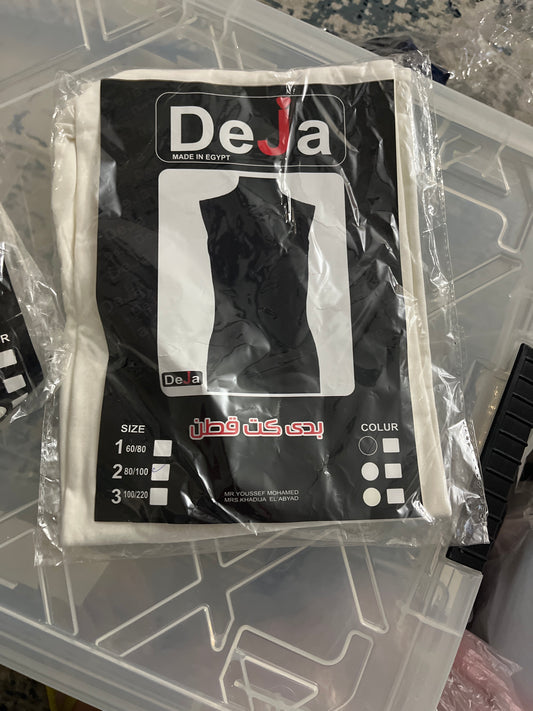 DeJa
MADE IN EGYPT
DeJa
بدى كت قطن
SIZE
1 60/80
2 80/100
3 100/220
COLUR
MR YOUSSEF MOHAMED
MRS.KHADIJA EL'ABYAD
R